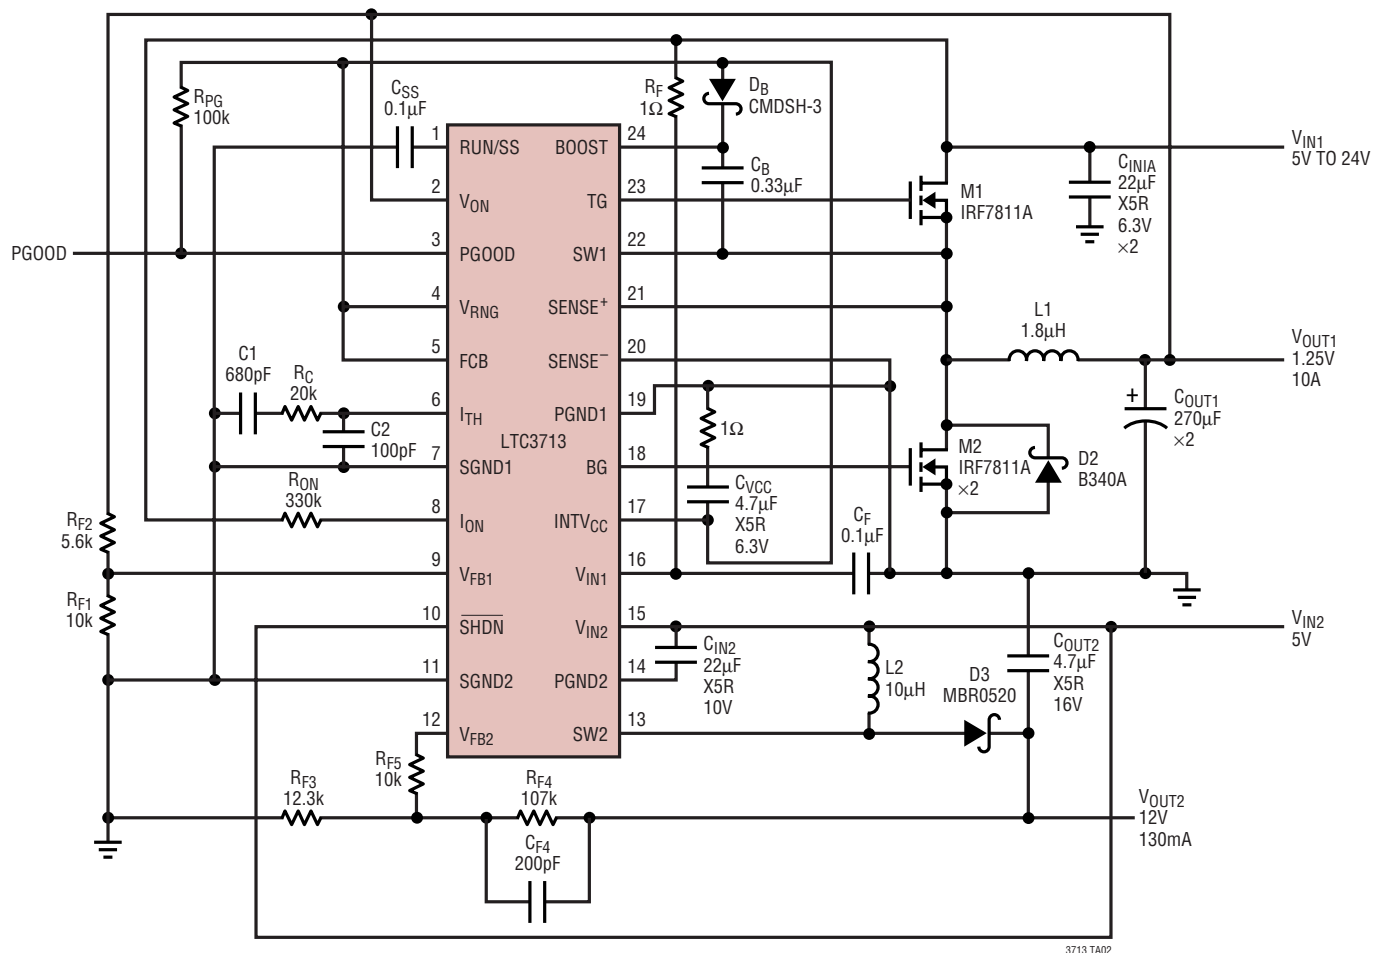 RPG
100k
CSS
0.1µF
RF
1Ω
DB
CMDSH-3
CB
0.33µF
VIN1
5V TO 24V
CINIA
22µF
X5R
6.3V
×2
M1
IRF7811A
PGOOD
1
RUN/SS
BOOST
24
2
VON
TG
23
3
PGOOD
SW1
22
4
VRNG
SENSE+
21
5
FCB
SENSE−
20
6
ITH
PGND1
19
LTC3713
7
SGND1
BG
18
8
ION
INTVCC
17
9
VFB1
VIN1
16
10
SHDN
VIN2
15
11
SGND2
PGND2
14
12
VFB2
SW2
13
C1
680pF
RC
20k
C2
100pF
RON
330k
RF2
5.6k
RF1
10k
1Ω
CVCC
4.7µF
X5R
6.3V
CF
0.1µF
L1
1.8µH
VOUT1
1.25V
10A
+
COUT1
270µF
×2
M2
IRF7811A
×2
D2
B340A
VIN2
5V
CIN2
22µF
X5R
10V
L2
10µH
D3
MBR0520
COUT2
4.7µF
X5R
16V
RF5
10k
RF3
12.3k
RF4
107k
CF4
200pF
VOUT2
12V
130mA
3713 TA02